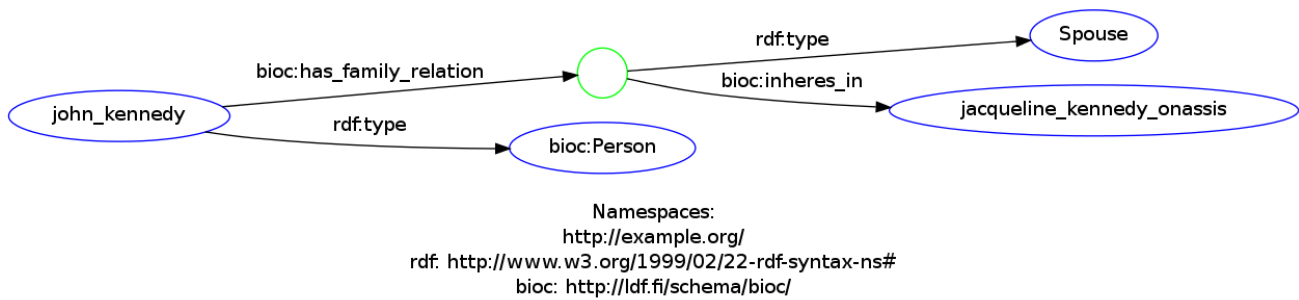 Spouse
rdf:type
bioc:has_family_relation
bioc:inheres_in
john_kennedy
jacqueline_kennedy_onassis
rdf:type
bioc:Person
Namespaces:
http://example.org/
rdf: http://www.w3.org/1999/02/22-rdf-syntax-ns#
bioc: http://ldf.fi/schema/bioc/